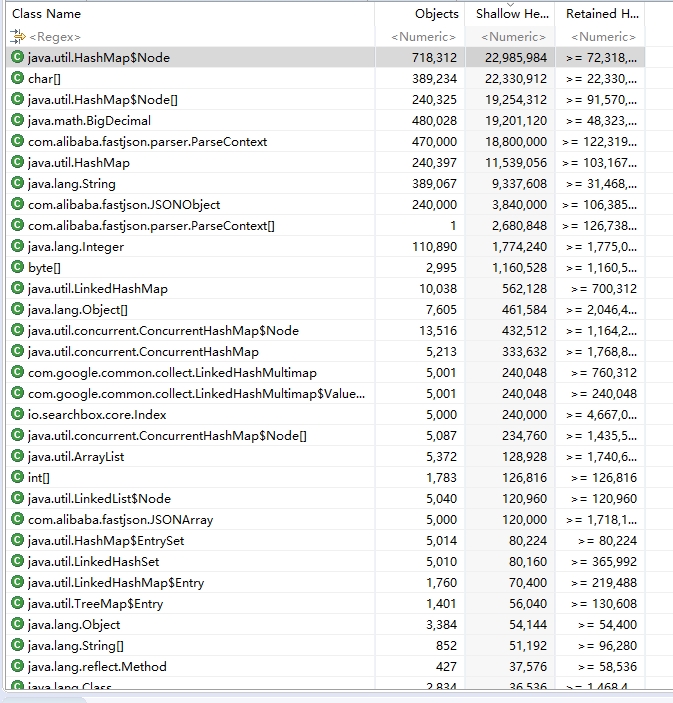 Class Name Objects Shallow He... Retained H...
<Regex> <Numeric> <Numeric> <Numeric>
java.util.HashMap$Node 718,312 22,985,984 >= 72,318,...
char[] 389,234 22,330,912 >= 22,330,...
java.util.HashMap$Node[] 240,325 19,254,312 >= 91,570,...
java.math.BigDecimal 480,028 19,201,120 >= 48,323,...
com.alibaba.fastjson.parser.ParseContext 470,000 18,800,000 >= 122,319...
java.util.HashMap 240,397 11,539,056 >= 103,167...
java.lang.String 389,067 9,337,608 >= 31,468,...
com.alibaba.fastjson.JSONObject 240,000 3,840,000 >= 106,385...
com.alibaba.fastjson.parser.ParseContext[] 1 2,680,848 >= 126,738...
java.lang.Integer 110,890 1,774,240 >= 1,775,0...
byte[] 2,995 1,160,528 >= 1,160,5...
java.util.LinkedHashMap 10,038 562,128 >= 700,312
java.lang.Object[] 7,605 461,584 >= 2,046,4...
java.util.concurrent.ConcurrentHashMap$Node 13,516 432,512 >= 1,164,2...
java.util.concurrent.ConcurrentHashMap 5,213 333,632 >= 1,768,8...
com.google.common.collect.LinkedHashMultimap 5,001 240,048 >= 760,312
com.google.common.collect.LinkedHashMultimap$Value... 5,001 240,048 >= 240,048
io.searchbox.core.Index 5,000 240,000 >= 4,667,0...
java.util.concurrent.ConcurrentHashMap$Node[] 5,087 234,760 >= 1,435,5...
java.util.ArrayList 5,372 128,928 >= 1,740,6...
int[] 1,783 126,816 >= 126,816
java.util.LinkedList$Node 5,040 120,960 >= 120,960
com.alibaba.fastjson.JSONArray 5,000 120,000 >= 1,718,1...
java.util.HashMap$EntrySet 5,014 80,224 >= 80,224
java.util.LinkedHashSet 5,010 80,160 >= 365,992
java.util.LinkedHashMap$Entry 1,760 70,400 >= 219,488
java.util.TreeMap$Entry 1,401 56,040 >= 130,608
java.lang.Object 3,384 54,144 >= 54,400
java.lang.String[] 852 51,192 >= 96,280
java.lang.reflect.Method 427 37,576 >= 58,536
java.lang.Class 2,834 36,536 >= 1,468,4...